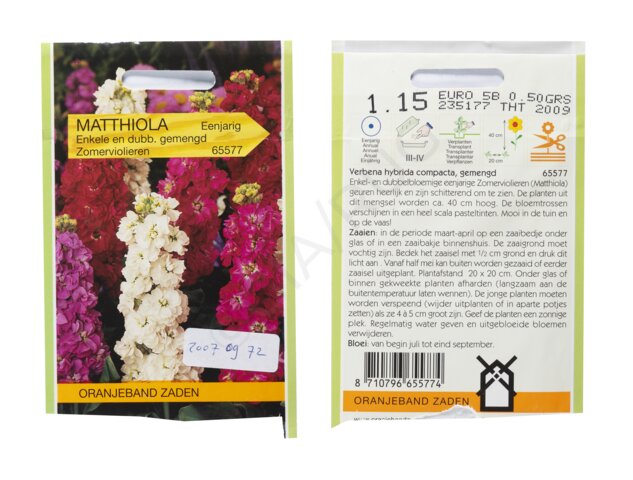 MATTHIOLA Eenjarig
Enkele en dubb. gemengd
Zomerviolieren 65577
2007 09 72
ORANJEBAND ZADEN
1.15 EURO 5B 0.50GRS
235177 THT 2009
Eenjarig
Annual
Annuel
Einjährig
III-IV
Verplanten
Transplant
Transplanter
Verpflanzen
40 cm
20 cm
Verbena hybrida compacta, gemengd 65577
Enkel- en dubbelbloemige eenjarige Zomerviolieren (Matthiola)
geuren heerlijk en zijn schitterend om te zien. De planten uit
dit mengsel worden ca. 40 cm hoog. De bloemtrossen
verschijnen in een heel scala pasteltinten. Mooi in de tuin en
op de vaas!
Zaaien: in de periode maart-april op een zaaibedje onder
glas of in een zaaibakje binnenshuis. De zaaigrond moet
vochtig zijn. Bedek het zaaisel met 1/2 cm grond en druk dit
licht aan. Vanaf half mei kan buiten worden gezaaid of eerder
zaaisel uitgeplant. Plantafstand 20 x 20 cm. Onder glas of
binnen gekweekte planten afharden (langzaam aan de
buitentemperatuur laten wennen). De jonge planten moeten
worden verspeend (wijder uitplanten of in aparte potjes
zetten) als ze 4 à 5 cm groot zijn. Geef de planten een zonnige
plek. Regelmatig water geven en uitgebloeide bloemen
verwijderen.
Bloei: van begin juli tot eind september.
8 710796 655774
ORANJEBAND ZADEN